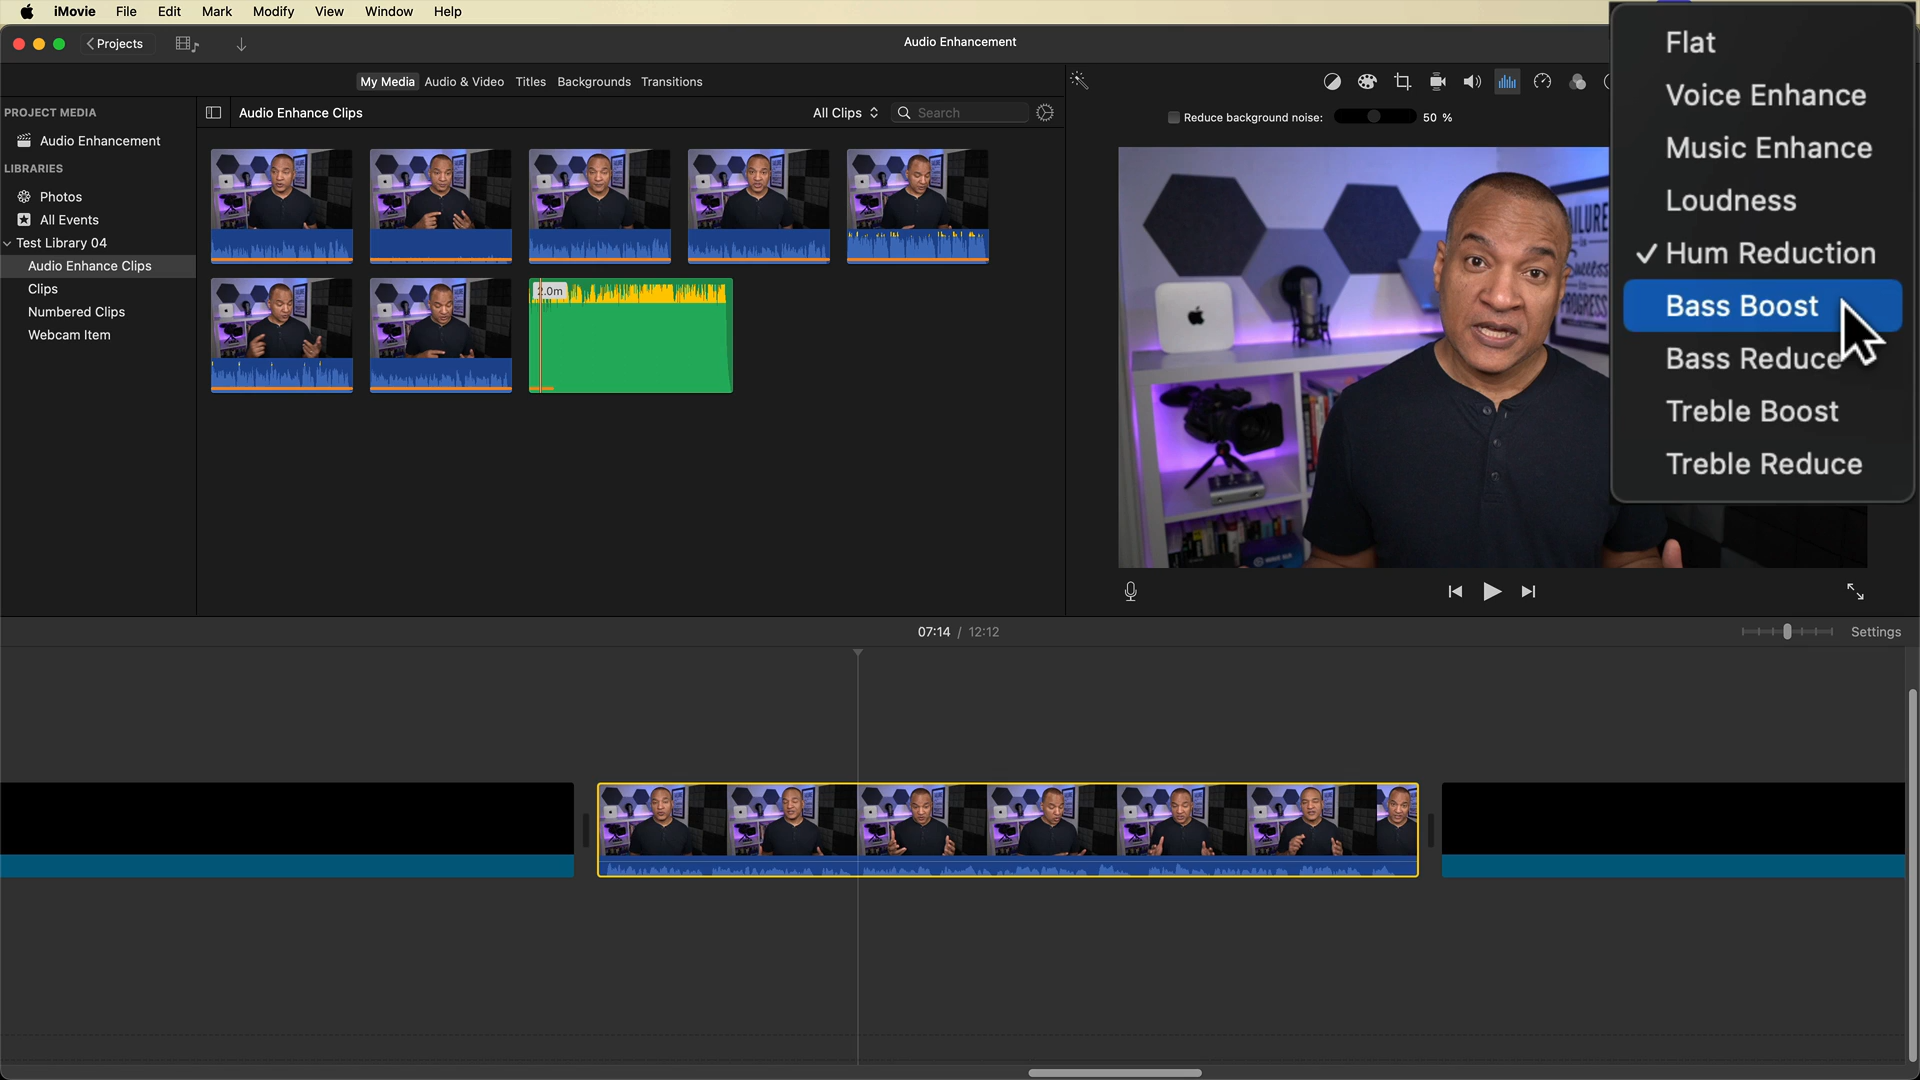 iMovie File Edit Mark Modify View Window Help
Projects
Audio Enhancement
My Media Audio & Video Titles Backgrounds Transitions
PROJECT MEDIA
Audio Enhancement
LIBRARIES
Photos
All Events
Test Library 04
Audio Enhance Clips
Clips
Numbered Clips
Webcam Item
Audio Enhance Clips
All Clips
Search
2.0m
Reduce background noise: 50 %
FAILURE
Success
PROGRESS
Flat
Voice Enhance
Music Enhance
Loudness
Hum Reduction
Bass Boost
Bass Reduce
Treble Boost
Treble Reduce
07:14 / 12:12
Settings